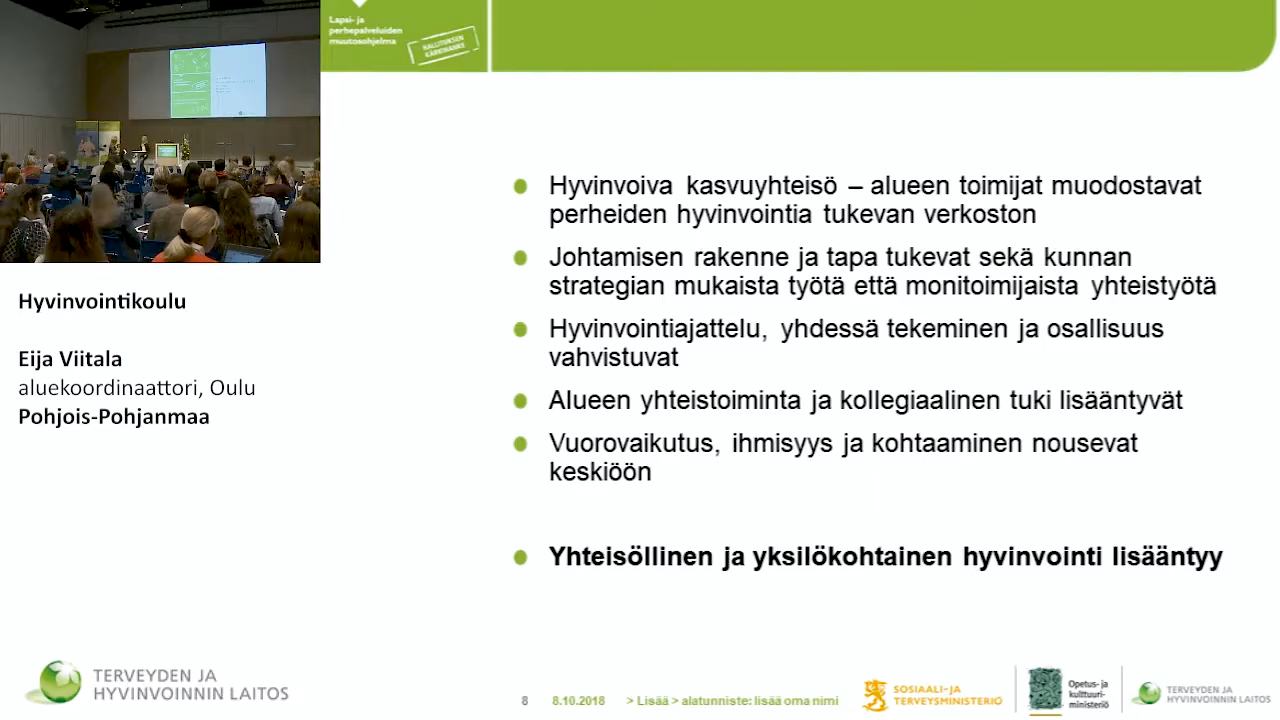 Lapsi- ja
perhepalveluiden
muutosohjelma
HALLITUKSEN
KÄRKIHANKE
Hyvinvointikoulu
Eija Viitala
aluekoordinaattori, Oulu
Pohjois-Pohjanmaa
Hyvinvoiva kasvuyhteisö – alueen toimijat muodostavat
perheiden hyvinvointia tukevan verkoston
Johtamisen rakenne ja tapa tukevat sekä kunnan
strategian mukaista työtä että monitoimijaista yhteistyötä
Hyvinvointiajattelu, yhdessä tekeminen ja osallisuus
vahvistuvat
Alueen yhteistoiminta ja kollegiaalinen tuki lisääntyvät
Vuorovaikutus, ihmisyys ja kohtaaminen nousevat
keskiöön
Yhteisöllinen ja yksilökohtainen hyvinvointi lisääntyy
TERVEYDEN JA
HYVINVOINNIN LAITOS
8 8.10.2018 > Lisää > alatunniste: lisää oma nimi
SOSIAALI- JA
TERVEYSMINISTERIÖ
Opetus- ja
kulttuuri-
ministeriö
TERVEYDEN JA
HYVINVOINNIN LAITOS